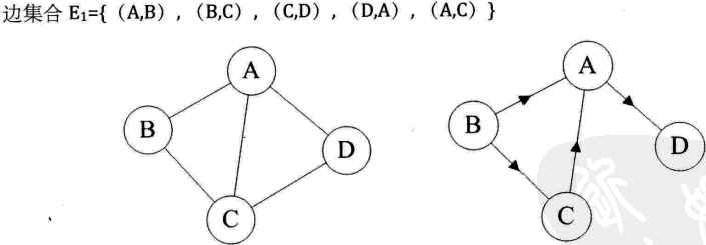 边集合 E₁={ （A,B）, （B,C）, （C,D）, （D,A）, （A,C）}
A A
B B
D D
C C